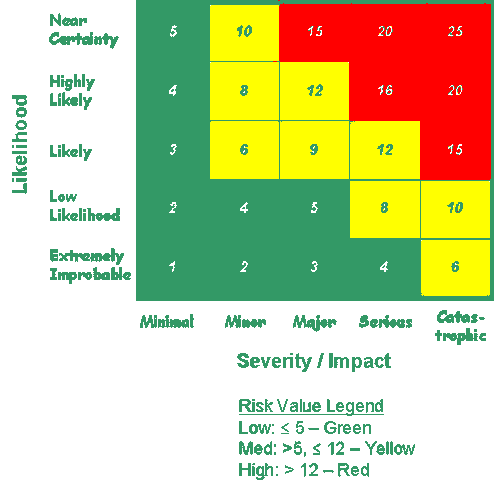 Near
Certainty
5 10 15 20 25
Highly
Likely
4 8 12 16 20
Likelihood
Likely
3 6 9 12 15
Low
Likelihood
2 4 5 8 10
Extremely
Improbable
1 2 3 4 6
Minimal Minor Major Serious Catas-
trophic
Severity / Impact
Risk Value Legend
Low: ≤ 5 – Green
Med: >5, ≤ 12 – Yellow
High: > 12 – Red